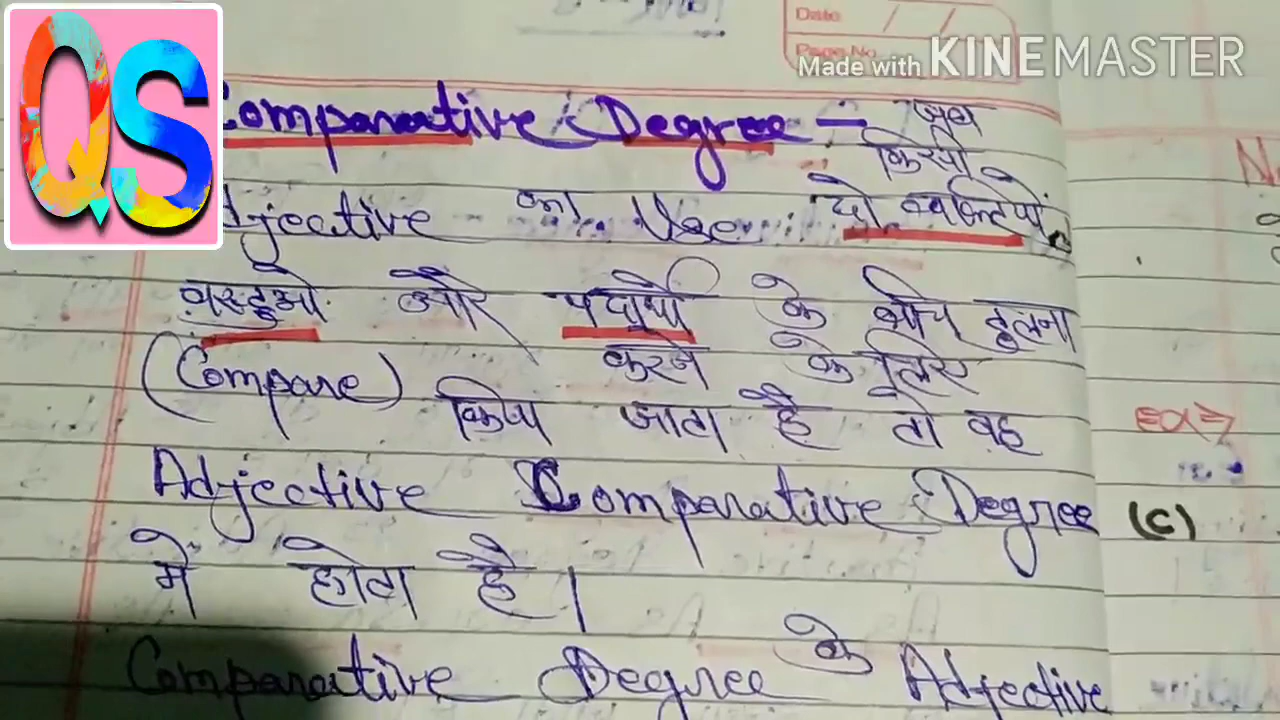 Date / /
Page No.
Made with KINEMASTER
QS
Comparative Degree – जब
किसी
Adjective का Use दो व्यक्तियों,
वस्तुओ और पदार्थो के बीच तुलना
(Compare) करने के लिए
किया जाता है तो वह
Adjective Comparative Degree
में होता है।
Comparative Degree के Adjective
ex⇒
(C)